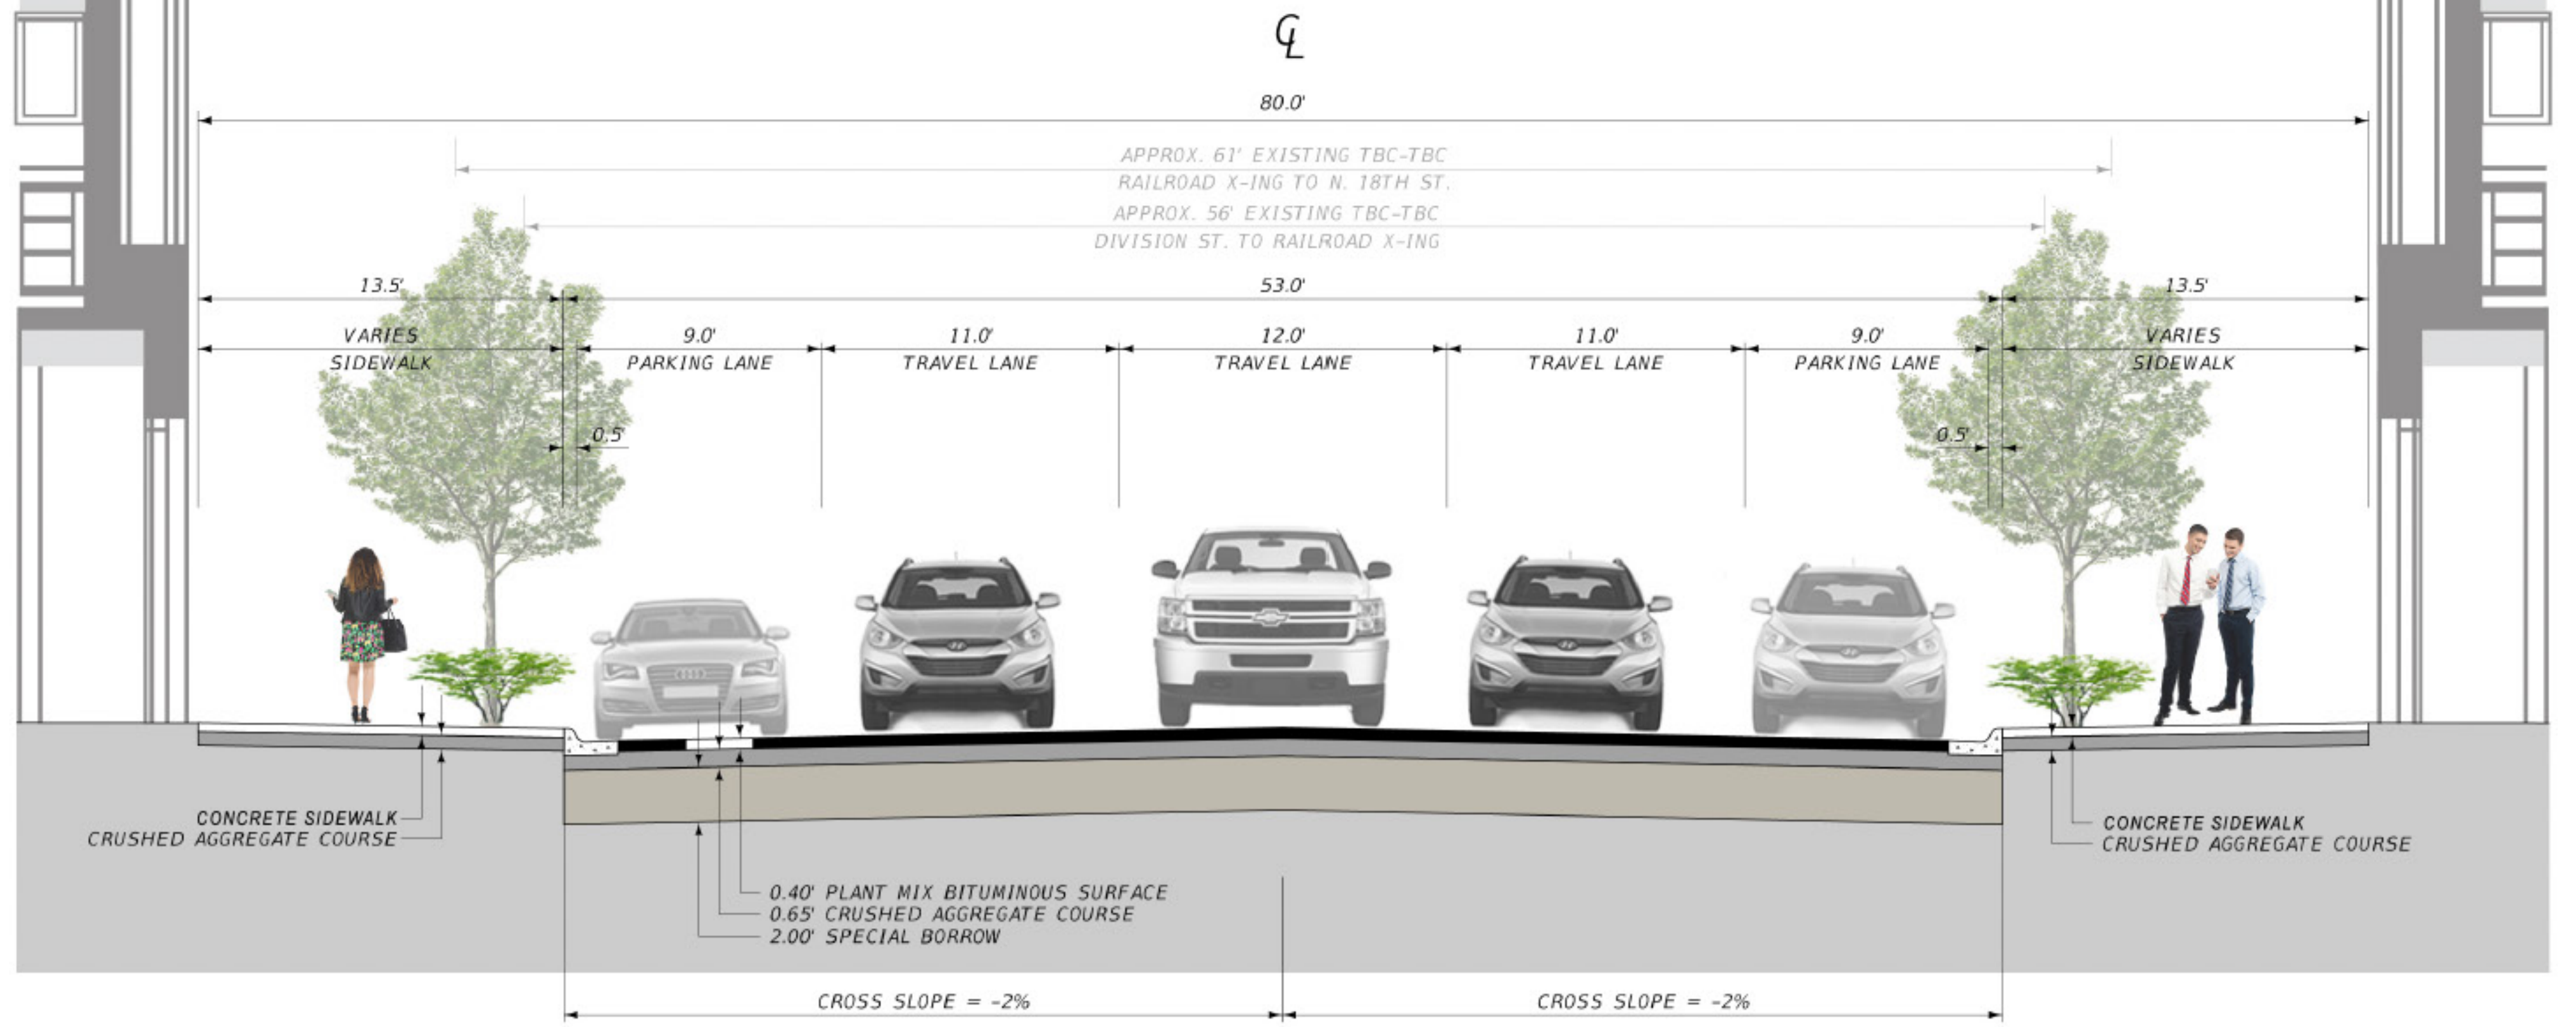 CL
80.0'
APPROX. 61' EXISTING TBC-TBC
RAILROAD X-ING TO N. 18TH ST.
APPROX. 56' EXISTING TBC-TBC
DIVISION ST. TO RAILROAD X-ING
13.5' 53.0' 13.5'
VARIES 9.0' 11.0' 12.0' 11.0' 9.0' VARIES
SIDEWALK PARKING LANE TRAVEL LANE TRAVEL LANE TRAVEL LANE PARKING LANE SIDEWALK
0.5' 0.5'
CONCRETE SIDEWALK
CRUSHED AGGREGATE COURSE
CONCRETE SIDEWALK
CRUSHED AGGREGATE COURSE
0.40' PLANT MIX BITUMINOUS SURFACE
0.65' CRUSHED AGGREGATE COURSE
2.00' SPECIAL BORROW
CROSS SLOPE = -2% CROSS SLOPE = -2%